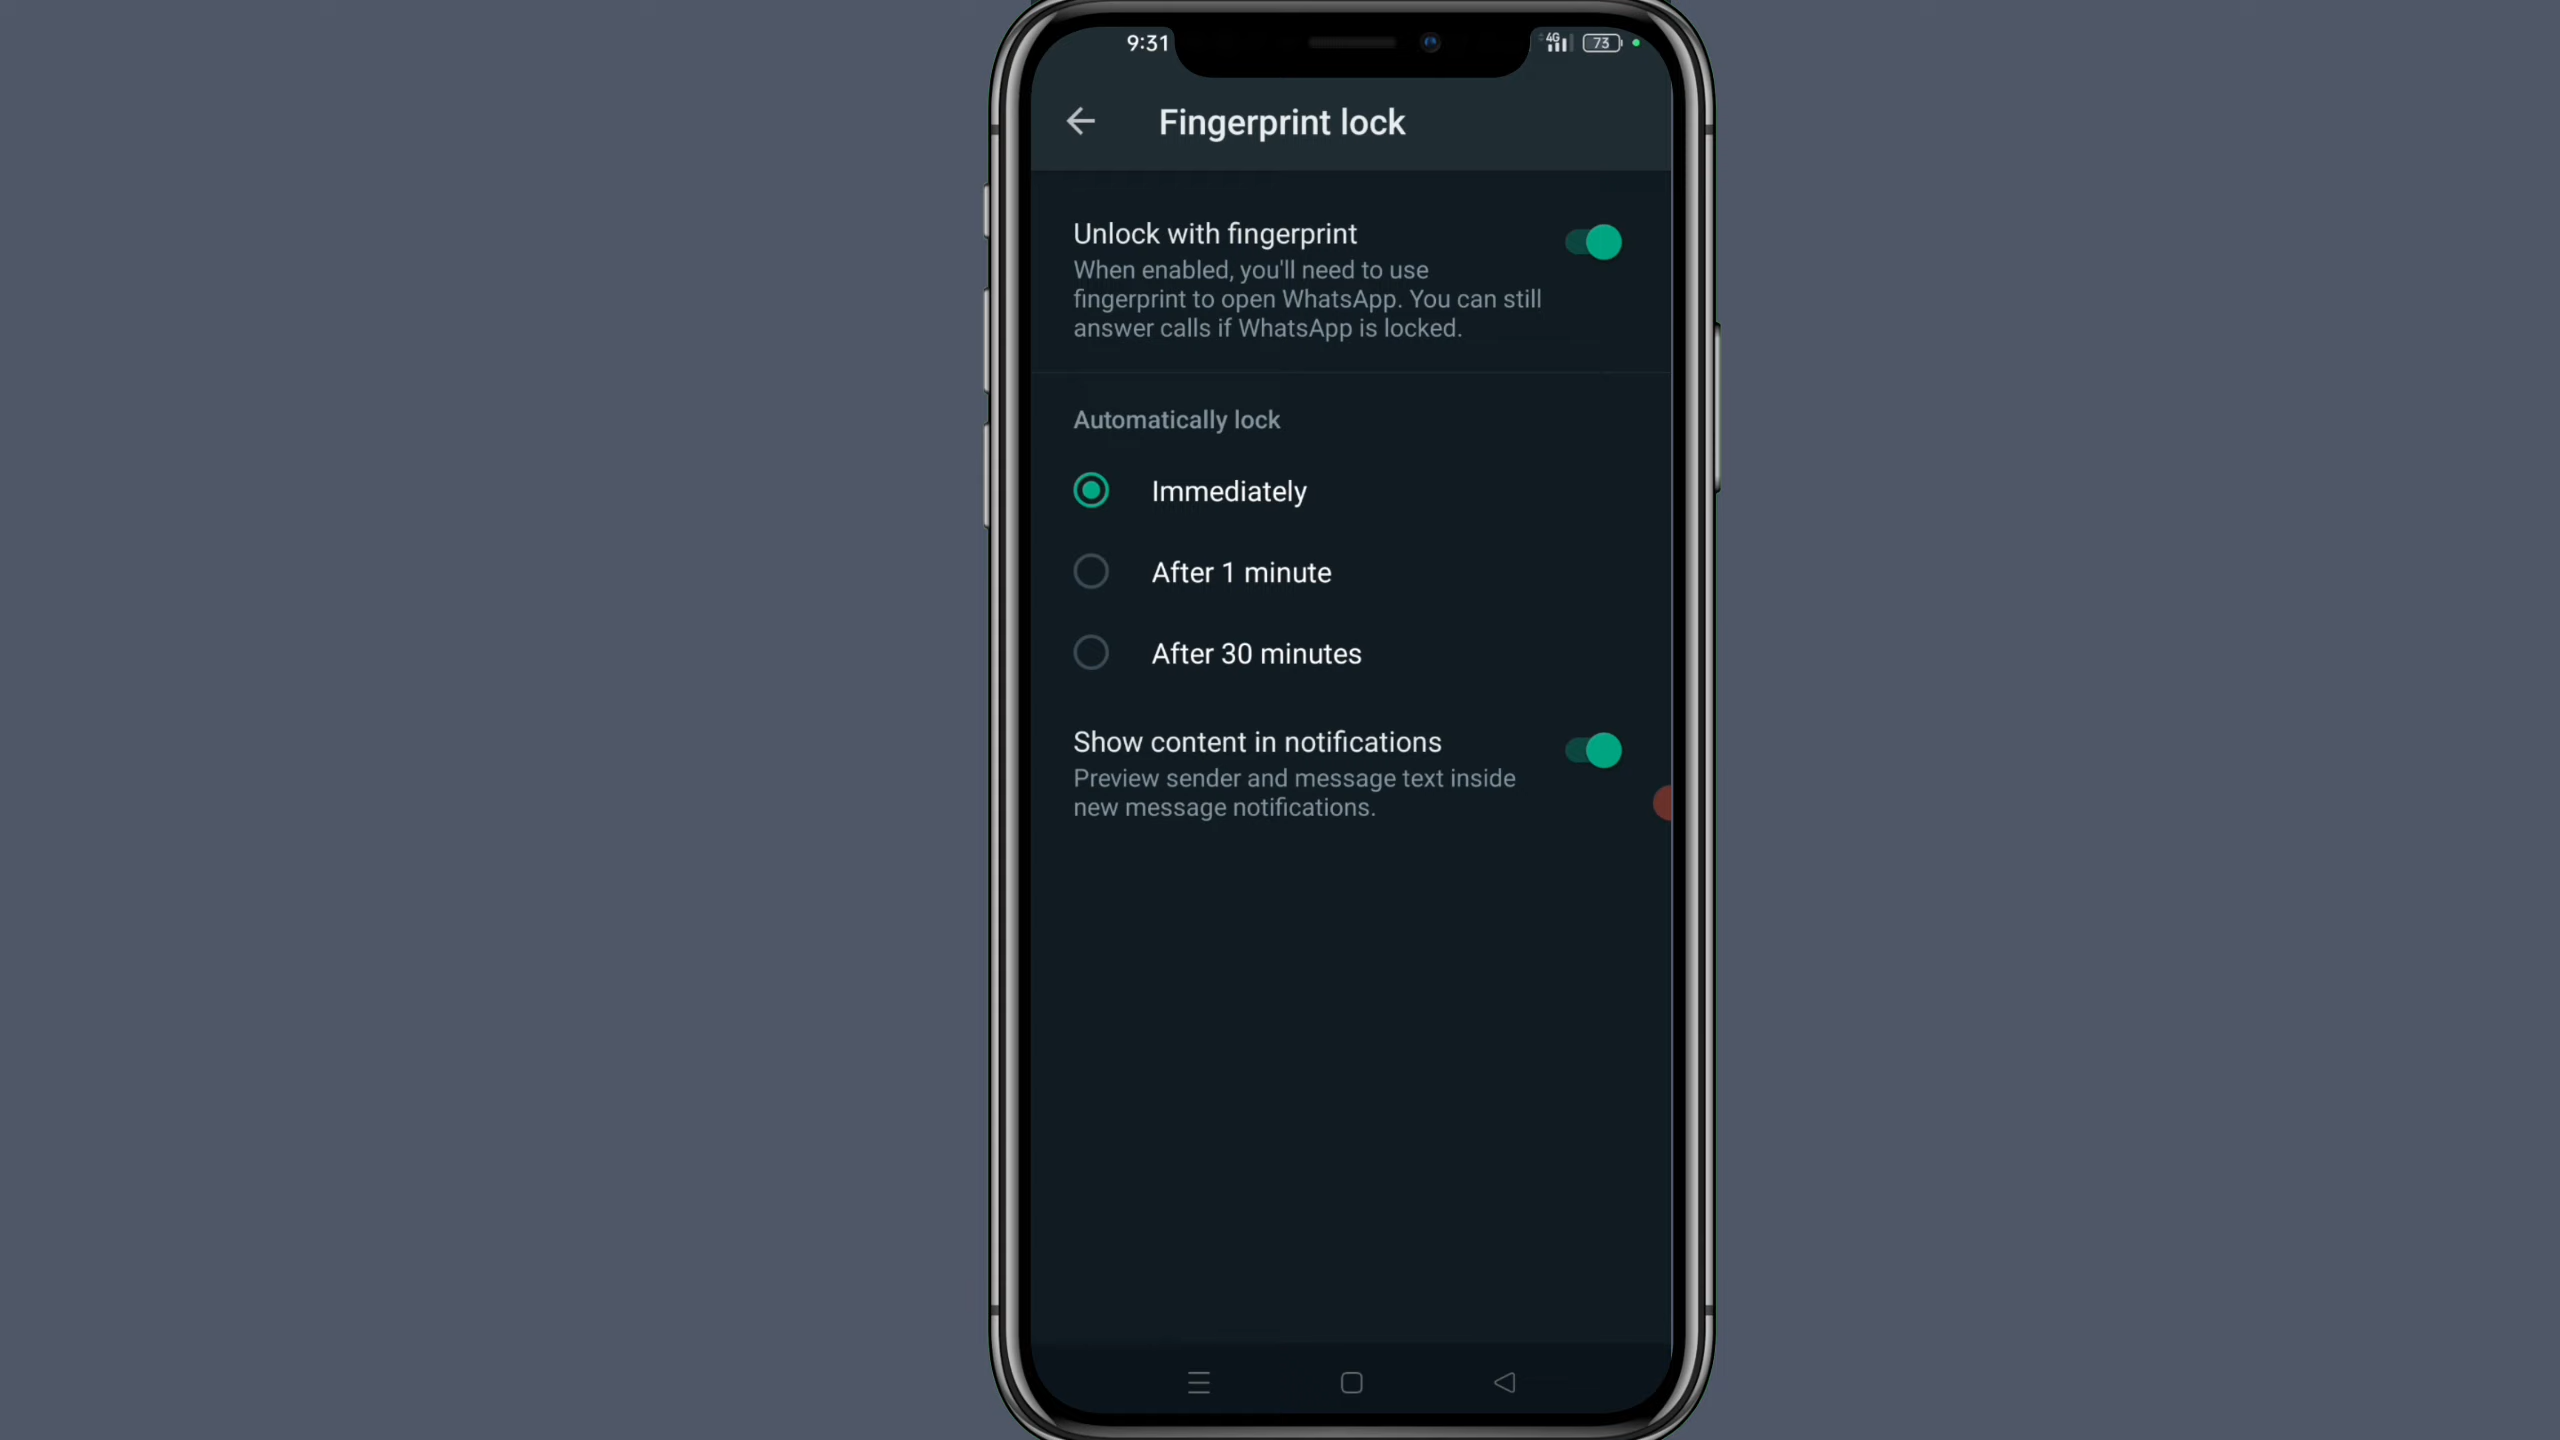 9:31
4G
73
Fingerprint lock
Unlock with fingerprint
When enabled, you'll need to use
fingerprint to open WhatsApp. You can still
answer calls if WhatsApp is locked.
Automatically lock
Immediately
After 1 minute
After 30 minutes
Show content in notifications
Preview sender and message text inside
new message notifications.